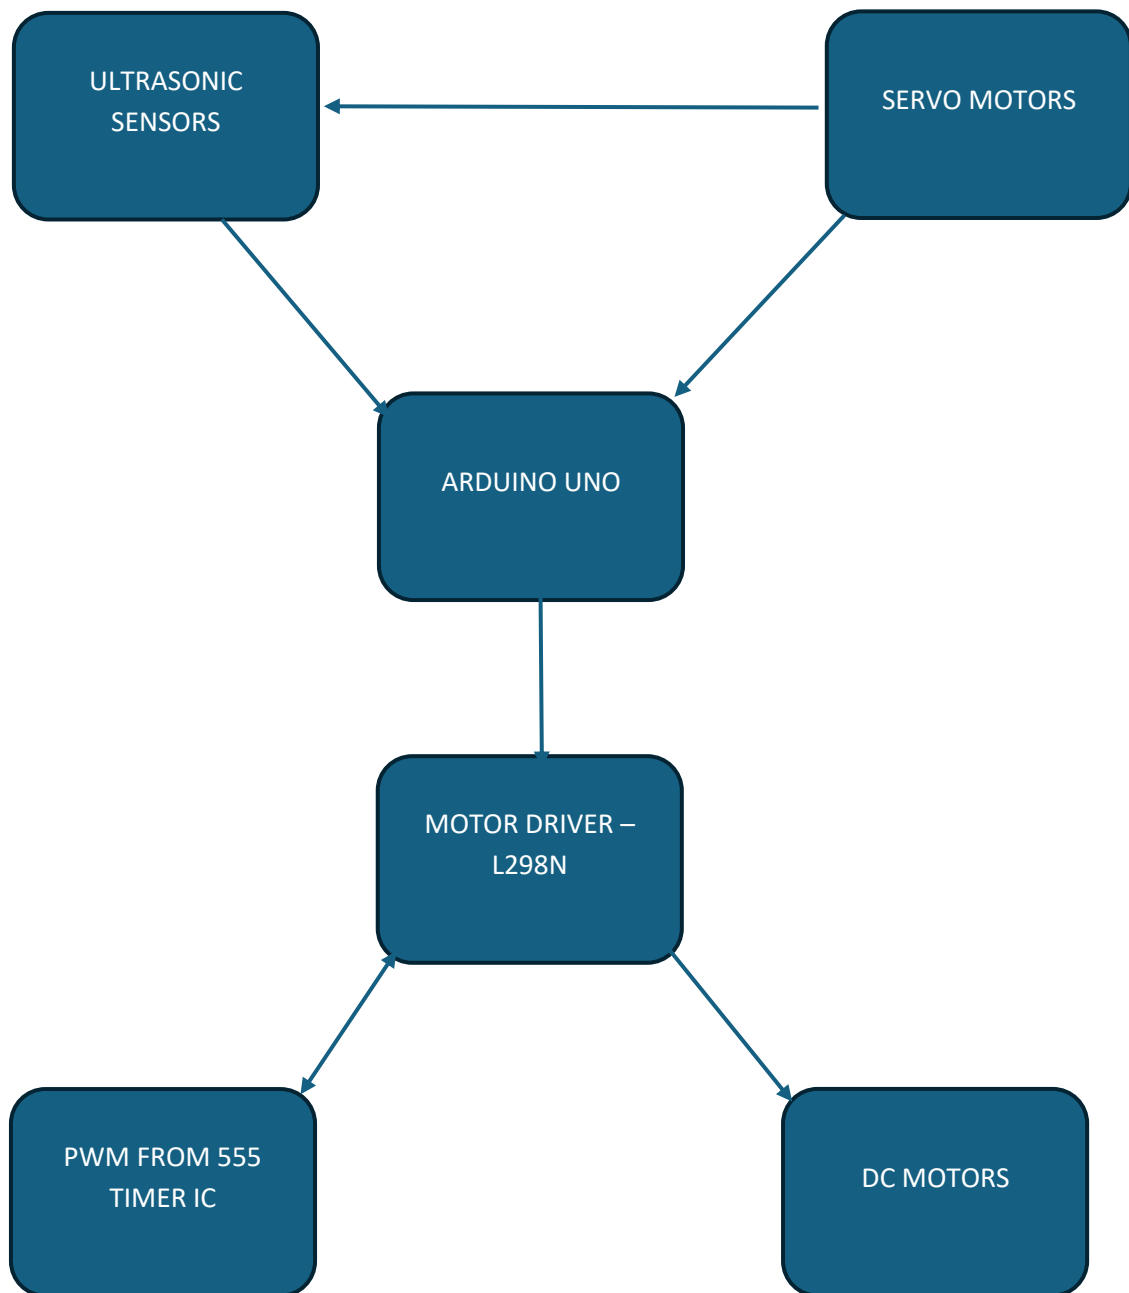 ULTRASONIC
SENSORS
SERVO MOTORS
ARDUINO UNO
MOTOR DRIVER –
L298N
PWM FROM 555
TIMER IC
DC MOTORS